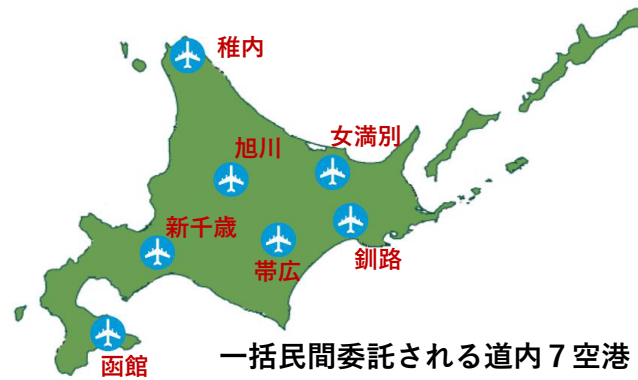 稚内
女満別
旭川
新千歳
帯広
釧路
函館
一括民間委託される道内７空港